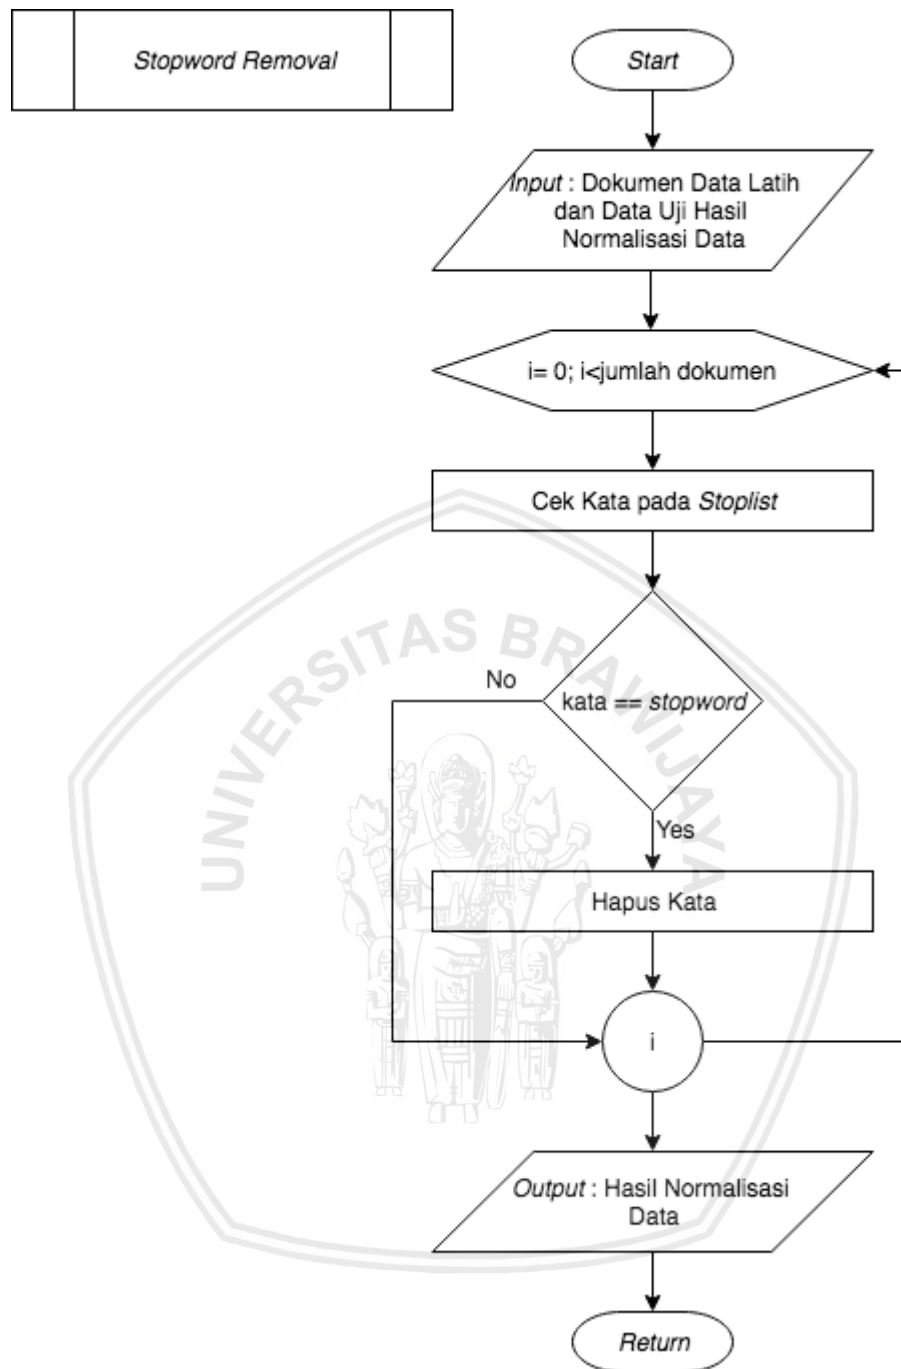 Stopword Removal
Start
Input : Dokumen Data Latih
dan Data Uji Hasil
Normalisasi Data
i= 0; i<jumlah dokumen
Cek Kata pada Stoplist
UNIVERSITAS BRAWIJAYA
No
kata == stopword
Yes
Hapus Kata
i
Output : Hasil Normalisasi
Data
Return